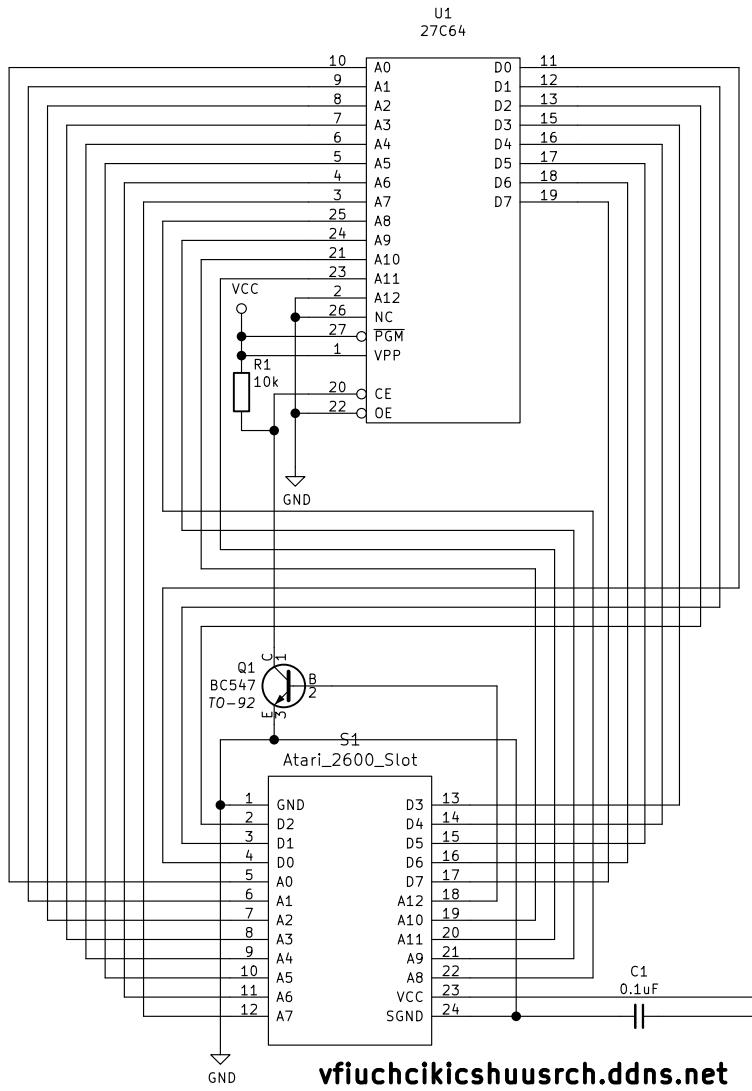 U1
27C64
10 A0 D0 11
9 A1 D1 12
8 A2 D2 13
7 A3 D3 15
6 A4 D4 16
5 A5 D5 17
4 A6 D6 18
3 A7 D7 19
25 A8
24 A9
21 A10
23 A11
2 A12
26 NC
27 PGM
1 VPP
20 CE
22 OE
VCC
R1
10k
GND
Q1
BC547
TO-92
C 1
B 2
E 3
S1
Atari_2600_Slot
1 GND D3 13
2 D2 D4 14
3 D1 D5 15
4 D0 D6 16
5 A0 D7 17
6 A1 A12 18
7 A2 A10 19
8 A3 A11 20
9 A4 A9 21
10 A5 A8 22
11 A6 VCC 23
12 A7 SGND 24
C1
0.1uF
GND
vfiuchcikicshuusrch.ddns.net